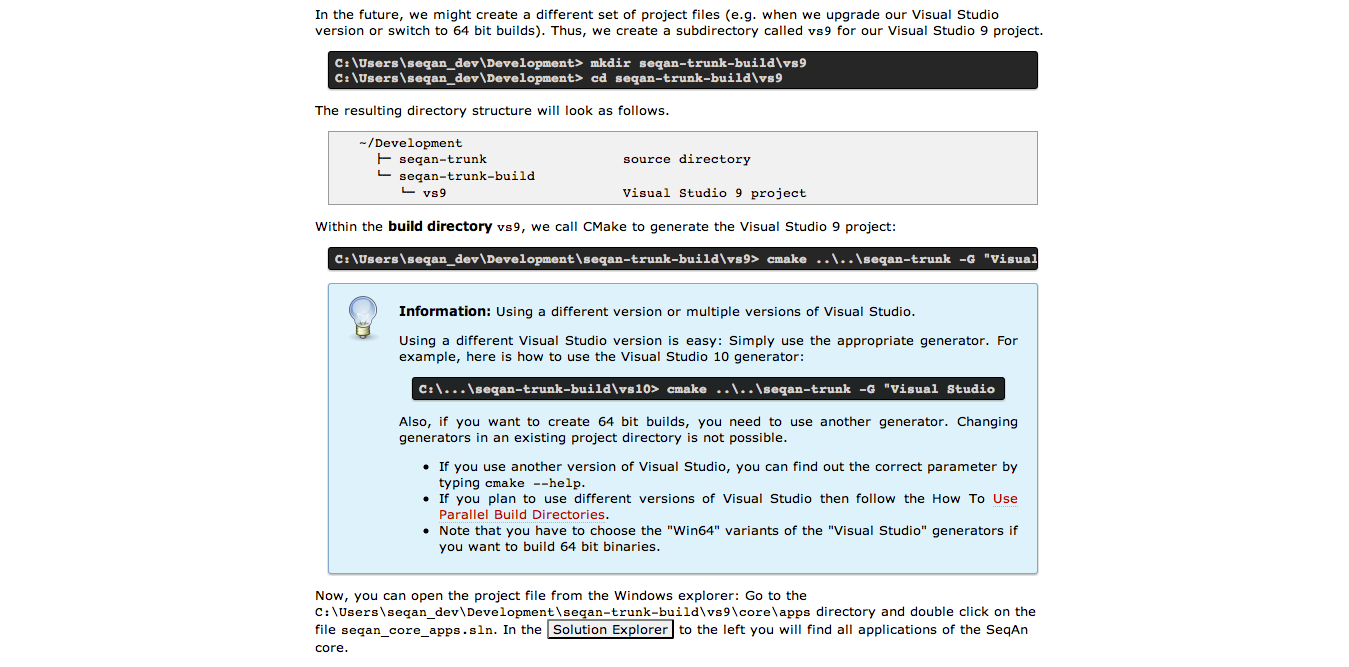 In the future, we might create a different set of project files (e.g. when we upgrade our Visual Studio
version or switch to 64 bit builds). Thus, we create a subdirectory called vs9 for our Visual Studio 9 project.
C:\Users\seqan_dev\Development> mkdir seqan-trunk-build\vs9
C:\Users\seqan_dev\Development> cd seqan-trunk-build\vs9
The resulting directory structure will look as follows.
~/Development
├─ seqan-trunk source directory
└─ seqan-trunk-build
└─ vs9 Visual Studio 9 project
Within the build directory vs9, we call CMake to generate the Visual Studio 9 project:
C:\Users\seqan_dev\Development\seqan-trunk-build\vs9> cmake ..\..\seqan-trunk -G "Visual
Information: Using a different version or multiple versions of Visual Studio.
Using a different Visual Studio version is easy: Simply use the appropriate generator. For
example, here is how to use the Visual Studio 10 generator:
C:\...\seqan-trunk-build\vs10> cmake ..\..\seqan-trunk -G "Visual Studio
Also, if you want to create 64 bit builds, you need to use another generator. Changing
generators in an existing project directory is not possible.
• If you use another version of Visual Studio, you can find out the correct parameter by
typing cmake --help.
• If you plan to use different versions of Visual Studio then follow the How To Use
Parallel Build Directories.
• Note that you have to choose the "Win64" variants of the "Visual Studio" generators if
you want to build 64 bit binaries.
Now, you can open the project file from the Windows explorer: Go to the
C:\Users\seqan_dev\Development\seqan-trunk-build\vs9\core\apps directory and double click on the
file seqan_core_apps.sln. In the Solution Explorer to the left you will find all applications of the SeqAn
core.